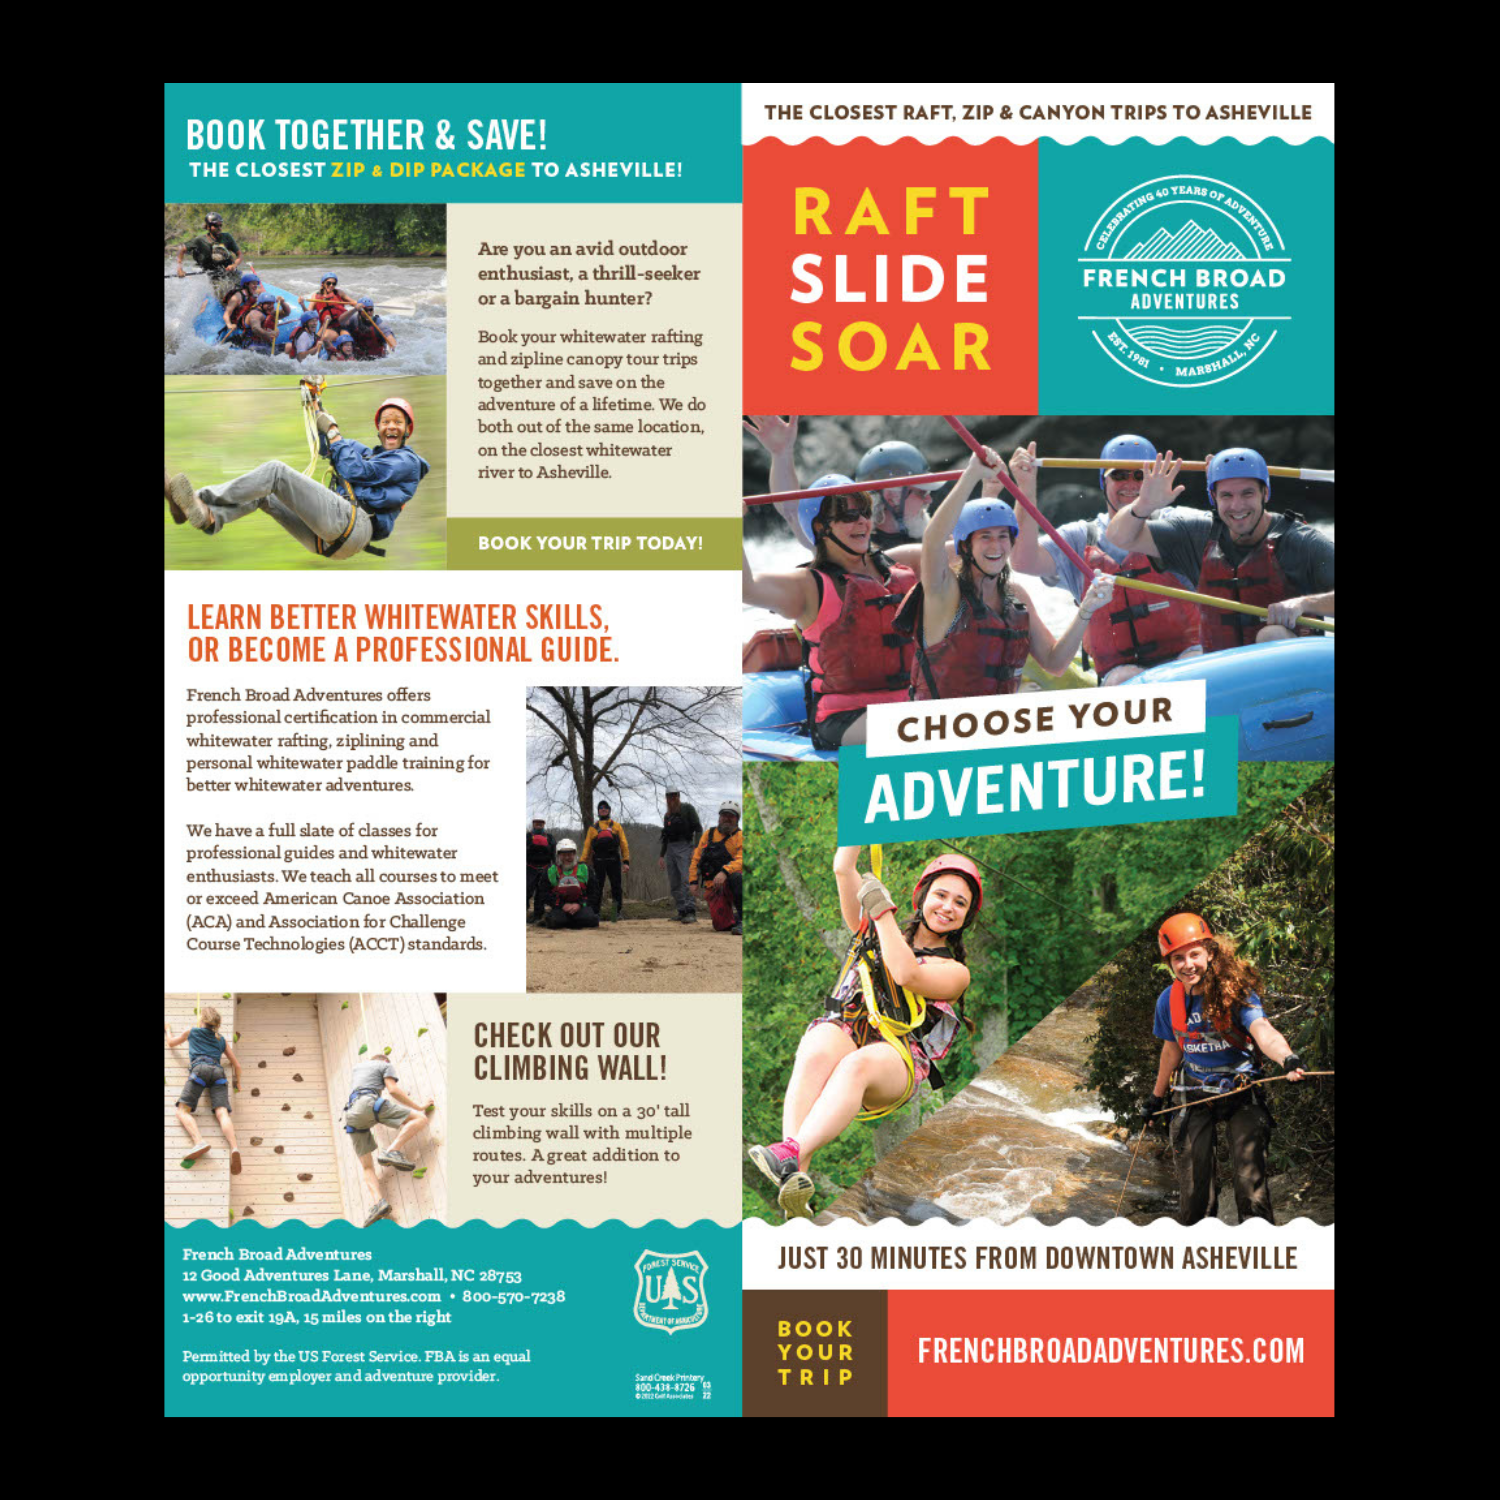 BOOK TOGETHER & SAVE!
THE CLOSEST ZIP & DIP PACKAGE TO ASHEVILLE!
Are you an avid outdoor
enthusiast, a thrill-seeker
or a bargain hunter?
Book your whitewater rafting
and zipline canopy tour trips
together and save on the
adventure of a lifetime. We do
both out of the same location,
on the closest whitewater
river to Asheville.
BOOK YOUR TRIP TODAY!
LEARN BETTER WHITEWATER SKILLS,
OR BECOME A PROFESSIONAL GUIDE.
French Broad Adventures offers
professional certification in commercial
whitewater rafting, ziplining and
personal whitewater paddle training for
better whitewater adventures.
We have a full slate of classes for
professional guides and whitewater
enthusiasts. We teach all courses to meet
or exceed American Canoe Association
(ACA) and Association for Challenge
Course Technologies (ACCT) standards.
CHECK OUT OUR
CLIMBING WALL!
Test your skills on a 30' tall
climbing wall with multiple
routes. A great addition to
your adventures!
French Broad Adventures
12 Good Adventures Lane, Marshall, NC 28753
www.FrenchBroadAdventures.com • 800-570-7238
1-26 to exit 19A, 15 miles on the right
Permitted by the US Forest Service. FBA is an equal
opportunity employer and adventure provider.
FOREST SERVICE
U S
DEPARTMENT OF AGRICULTURE
Sand Creek Printery
800-438-8726
03
22
THE CLOSEST RAFT, ZIP & CANYON TRIPS TO ASHEVILLE
RAFT
SLIDE
SOAR
CELEBRATING 40 YEARS OF ADVENTURE
FRENCH BROAD
ADVENTURES
EST. 1981 • MARSHALL, NC
CHOOSE YOUR
ADVENTURE!
JUST 30 MINUTES FROM DOWNTOWN ASHEVILLE
BOOK
YOUR
TRIP
FRENCHBROADADVENTURES.COM